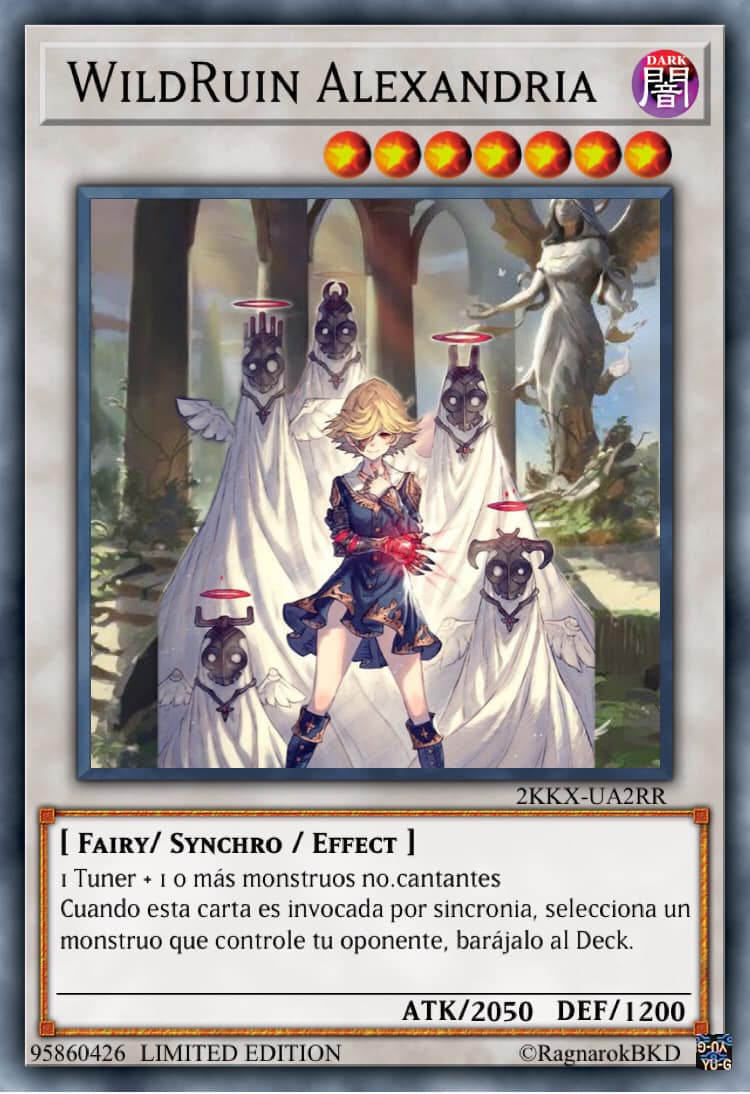 WildRuin Alexandria
DARK
闇
2KKX-UA2RR
[ Fairy/ Synchro / Effect ]
1 Tuner + 1 o más monstruos no.cantantes
Cuando esta carta es invocada por sincronia, selecciona un
monstruo que controle tu oponente, barájalo al Deck.
ATK/2050 DEF/1200
95860426 LIMITED EDITION ©RagnarokBKD
YU-G
YU-G